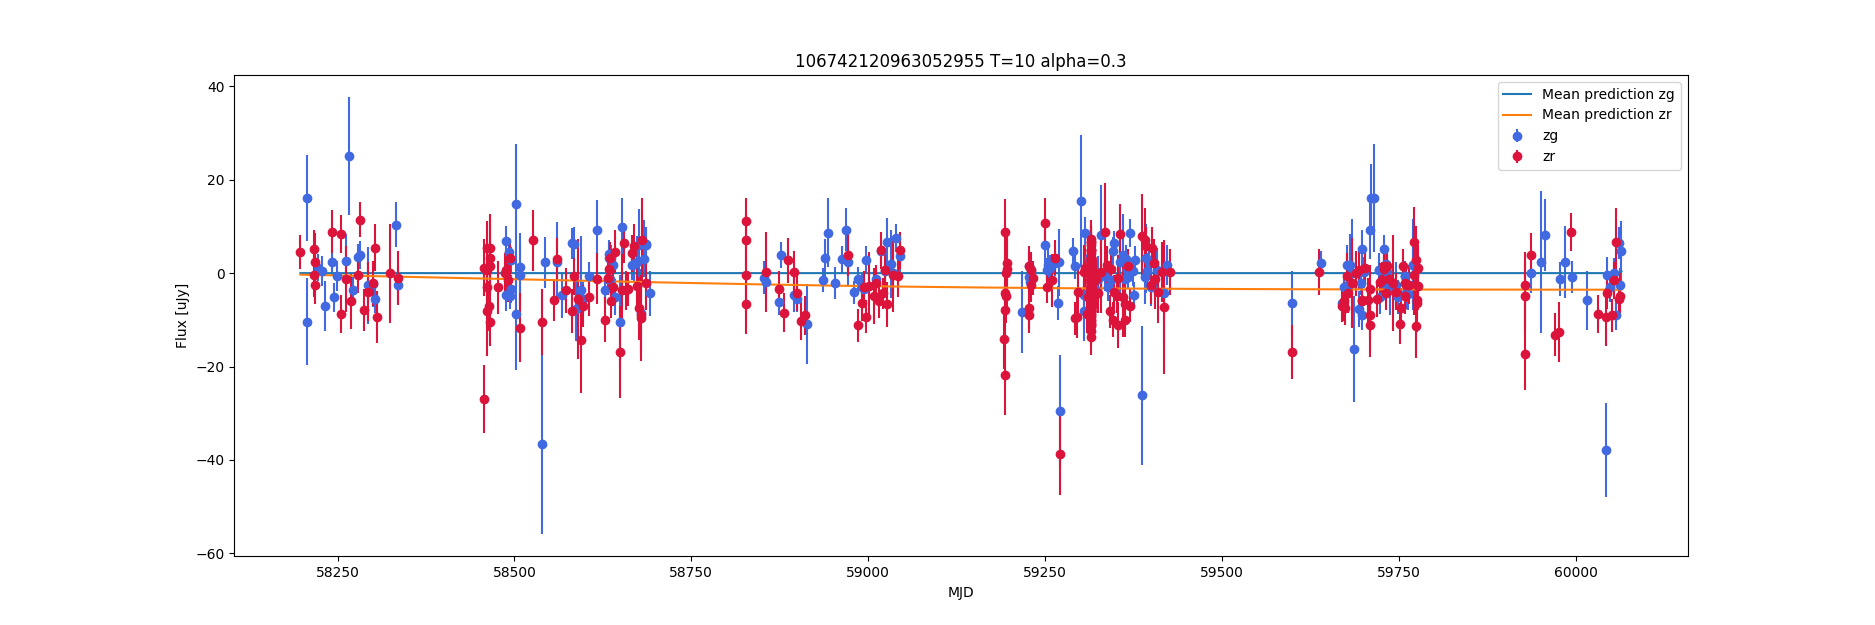 106742120963052955 T=10 alpha=0.3
Mean prediction zg
Mean prediction zr
zg
zr
40
20
0
−20
−40
−60
Flux [uJy]
58250
58500
58750
59000
59250
59500
59750
60000
MJD